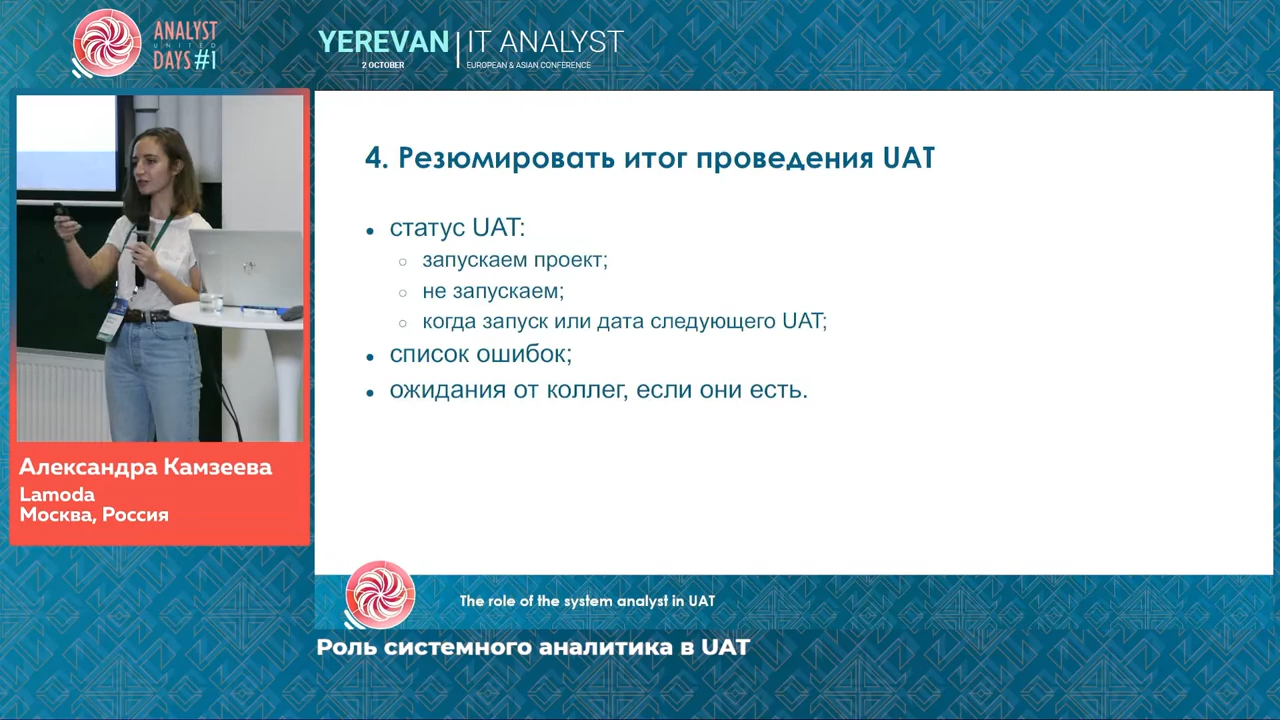 ANALYST
UNITED
DAYS #1
YEREVAN
2 OCTOBER
IT ANALYST
EUROPEAN & ASIAN CONFERENCE
4. Резюмировать итог проведения UAT
• статус UAT:
○ запускаем проект;
○ не запускаем;
○ когда запуск или дата следующего UAT;
• список ошибок;
• ожидания от коллег, если они есть.
Александра Камзеева
Lamoda
Москва, Россия
The role of the system analyst in UAT
Роль системного аналитика в UAT